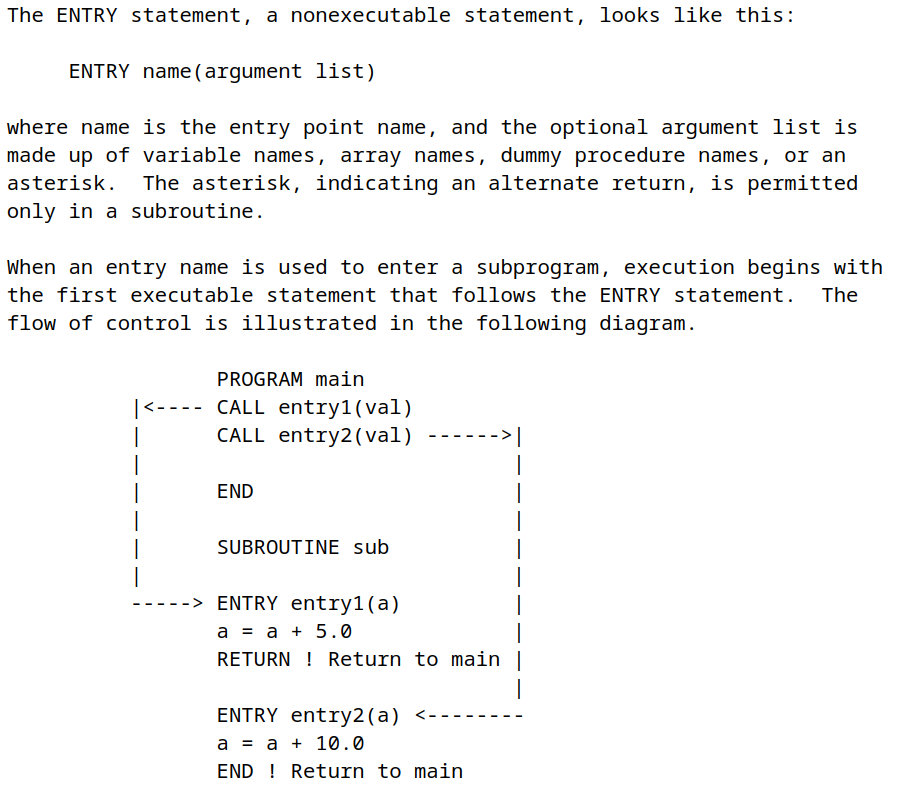 The ENTRY statement, a nonexecutable statement, looks like this:

     ENTRY name(argument list)

where name is the entry point name, and the optional argument list is
made up of variable names, array names, dummy procedure names, or an
asterisk.  The asterisk, indicating an alternate return, is permitted
only in a subroutine.

When an entry name is used to enter a subprogram, execution begins with
the first executable statement that follows the ENTRY statement.  The
flow of control is illustrated in the following diagram.

                 PROGRAM main
          |<---- CALL entry1(val)
          |      CALL entry2(val) ------>|
          |                              |
          |      END                     |
          |                              |
          |      SUBROUTINE sub          |
          |                              |
          -----> ENTRY entry1(a)         |
                 a = a + 5.0             |
                 RETURN ! Return to main |
                                         |
                 ENTRY entry2(a) <--------
                 a = a + 10.0
                 END ! Return to main